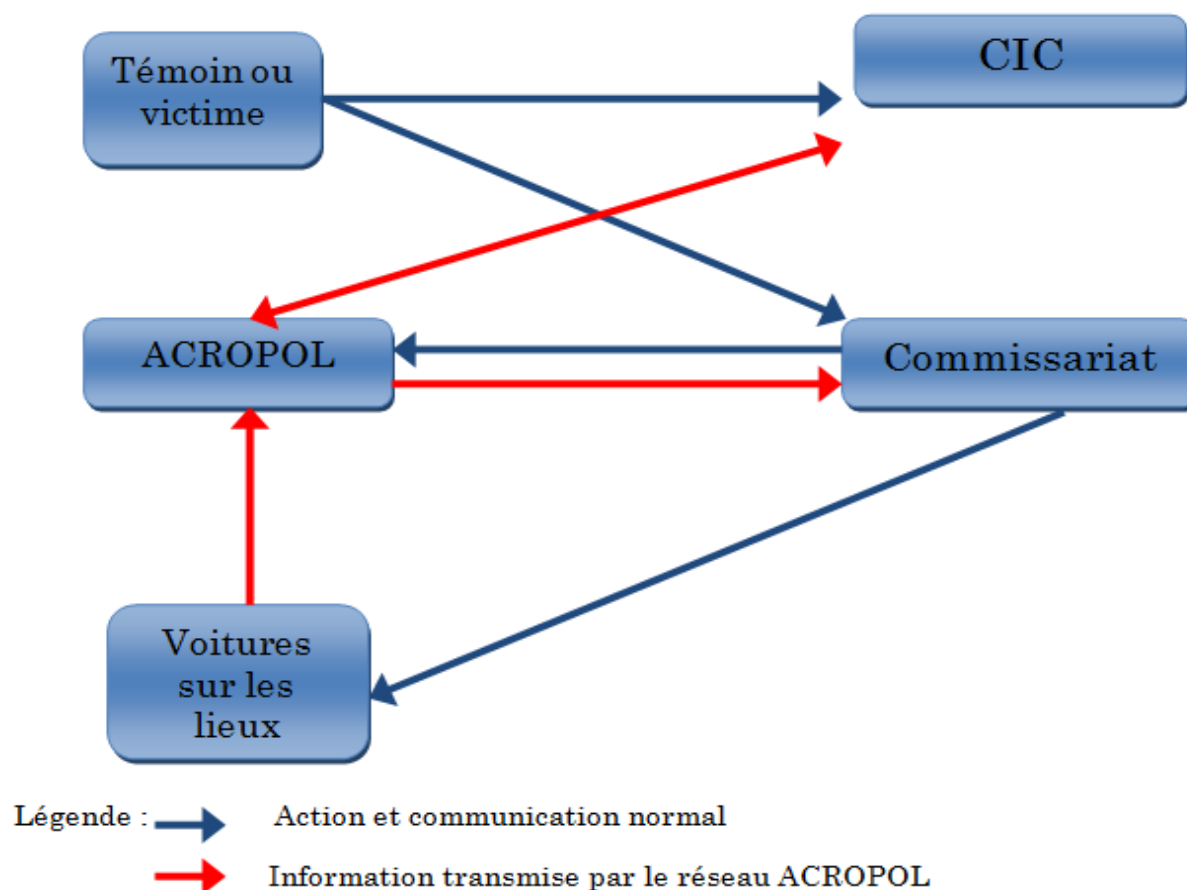 Témoin ou
victime
CIC
ACROPOL
Commissariat
Voitures
sur les
lieux
Légende :
Action et communication normal
Information transmise par le réseau ACROPOL